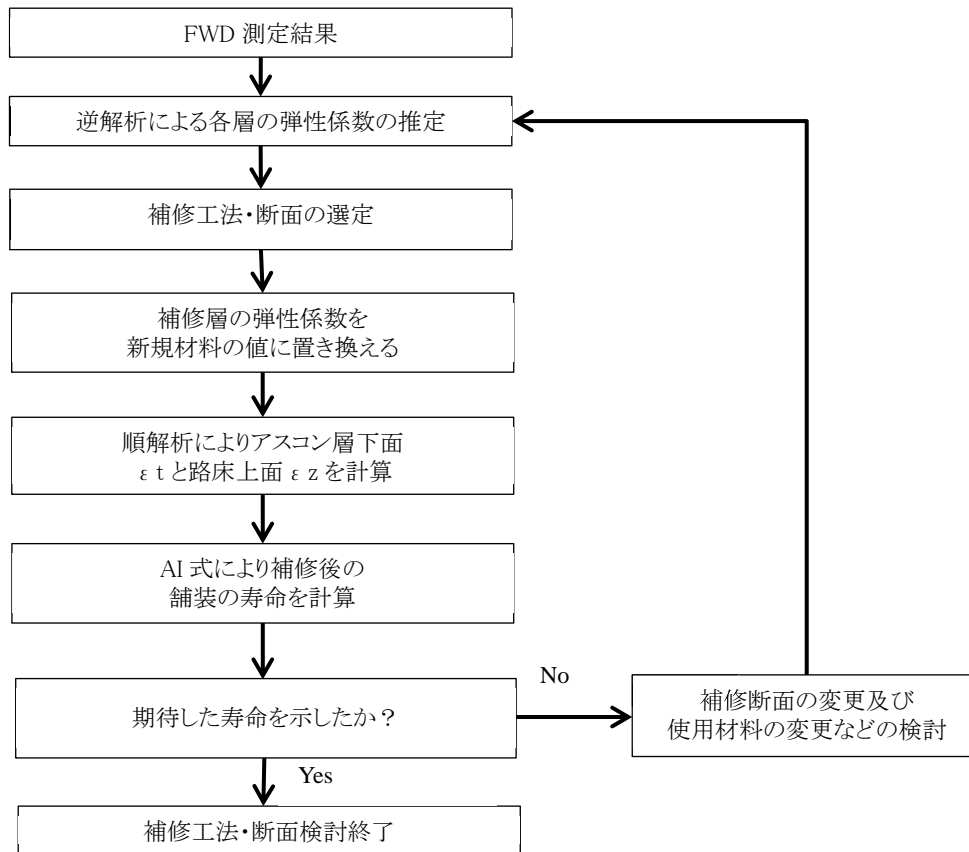 FWD 測定結果
逆解析による各層の弾性係数の推定
補修工法・断面の選定
補修層の弾性係数を
新規材料の値に置き換える
順解析によりアスコン層下面
εtと路床上面εzを計算
AI 式により補修後の
舗装の寿命を計算
期待した寿命を示したか？
No
補修断面の変更及び
使用材料の変更などの検討
Yes
補修工法・断面検討終了